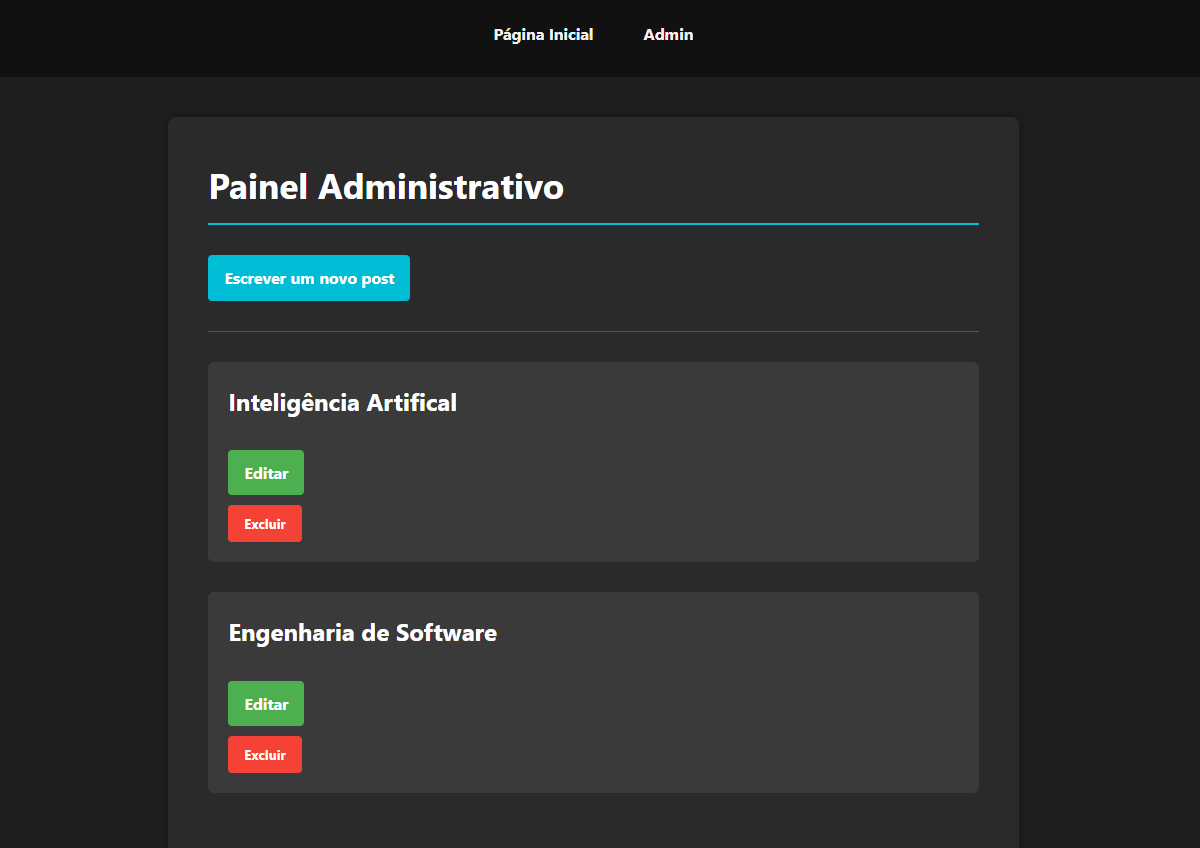 Página Inicial Admin
Painel Administrativo
Escrever um novo post
Inteligência Artifical
Editar
Excluir
Engenharia de Software
Editar
Excluir